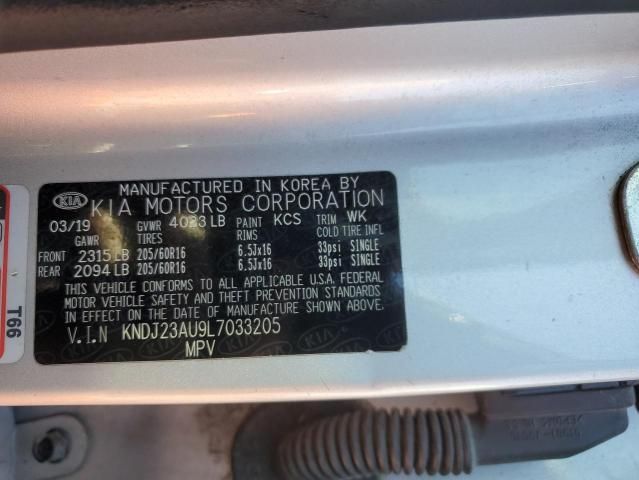 MANUFACTURED IN KOREA BY
KIA KIA MOTORS CORPORATION
03/19 GVWR 4023 LB PAINT KCS TRIM WK
GAWR TIRES RIMS COLD TIRE INFL
FRONT 2315 LB 205/60R16 6.5Jx16 33psi SINGLE
REAR 2094 LB 205/60R16 6.5Jx16 33psi SINGLE
THIS VEHICLE CONFORMS TO ALL APPLICABLE U.S.A. FEDERAL
MOTOR VEHICLE SAFETY AND THEFT PREVENTION STANDARDS
IN EFFECT ON THE DATE OF MANUFACTURE SHOWN ABOVE.
V.I.N KNDJ23AU9L7033205
MPV
T66